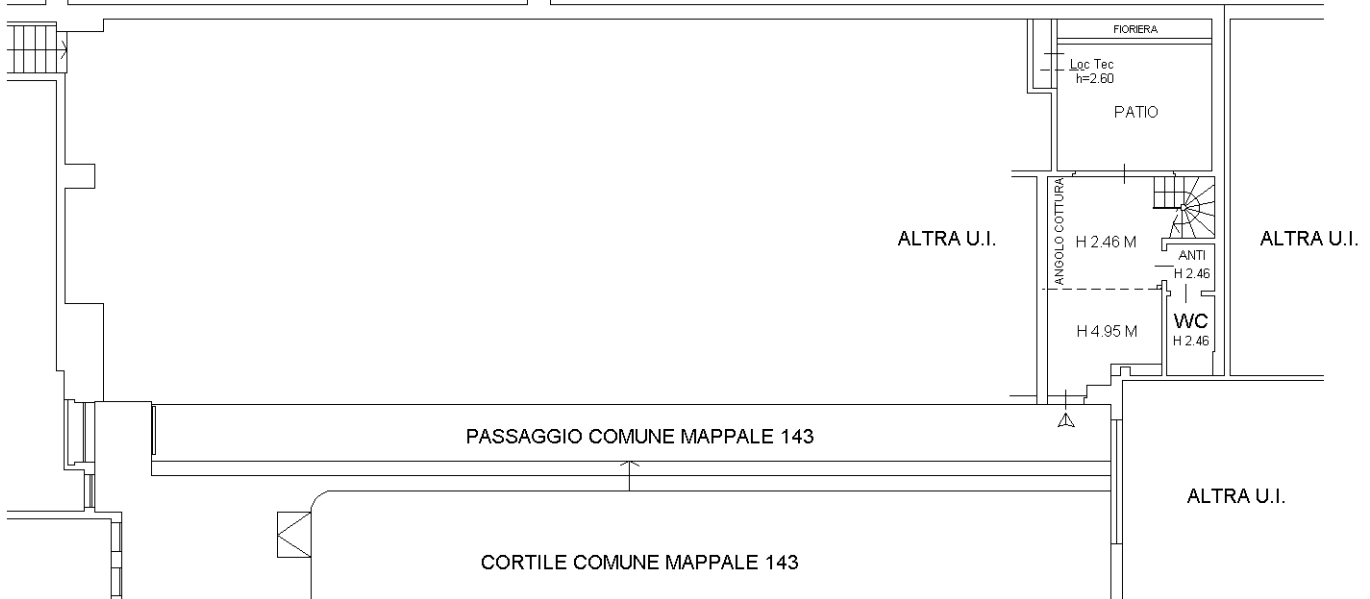 FIORIERA
Loc Tec
h=2.60
PATIO
ANGOLO COTTURA
ALTRA U.I.
H 2.46 M
ANTI
H 2.46
ALTRA U.I.
H 4.95 M
WC
H 2.46
PASSAGGIO COMUNE MAPPALE 143
ALTRA U.I.
CORTILE COMUNE MAPPALE 143